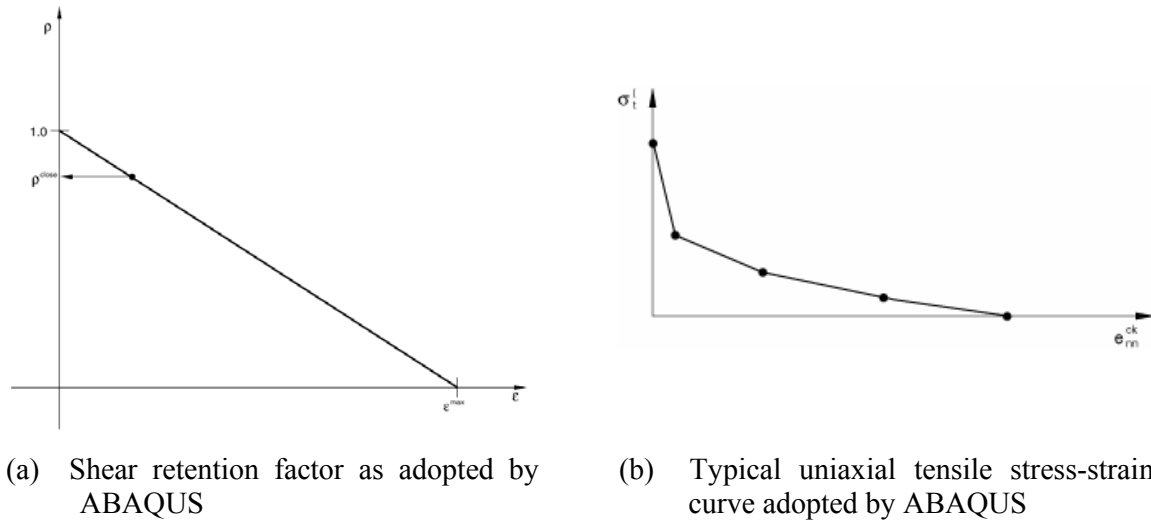 ρ
1.0
ρ^close
ε^max
ε
σ_t^I
e_nn^ck
(a) Shear retention factor as adopted by
ABAQUS
(b) Typical uniaxial tensile stress-strain
curve adopted by ABAQUS